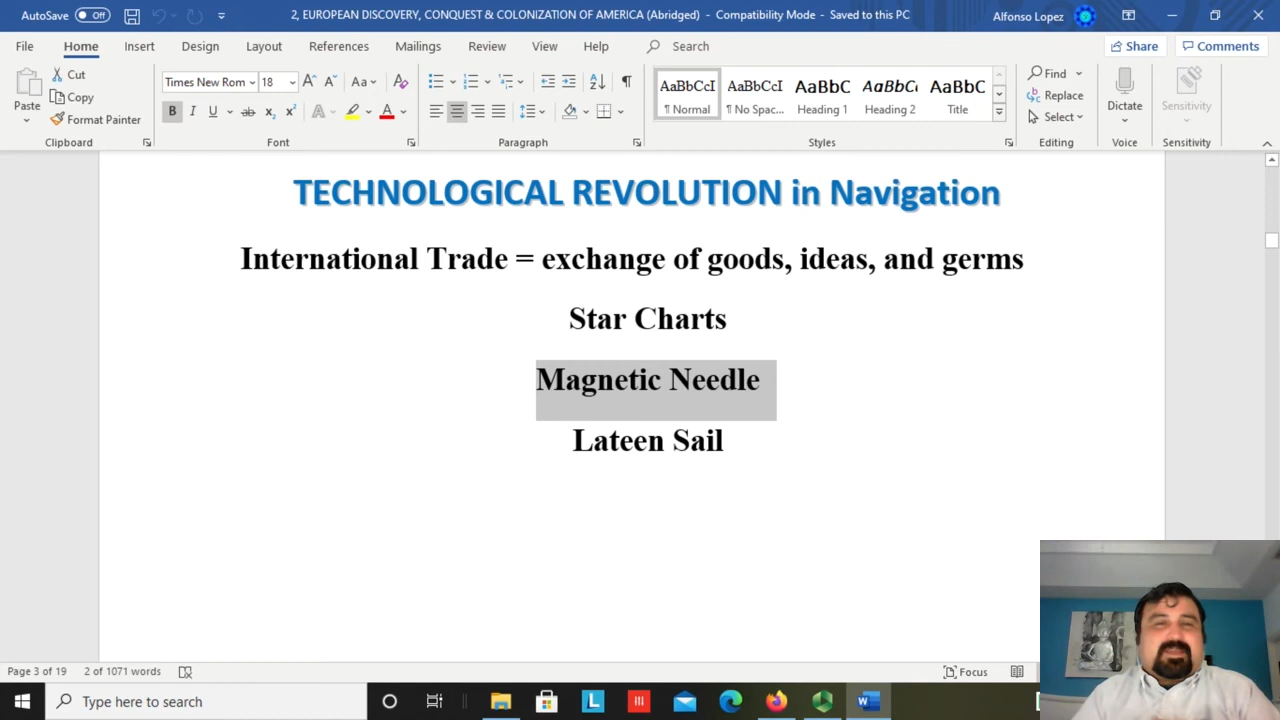 AutoSave Off 2, EUROPEAN DISCOVERY, CONQUEST & COLONIZATION OF AMERICA (Abridged) - Compatibility Mode - Saved to this PC Alfonso Lopez
File Home Insert Design Layout References Mailings Review View Help Search Share Comments
Paste Cut Copy Format Painter
Times New Rom 18 Aa
B I U ab x₂ x² A A
AaBbCcI AaBbCcI AaBbC AaBbCc AaBbC
¶ Normal ¶ No Spac... Heading 1 Heading 2 Title
Find Replace Select
Dictate Sensitivity
Clipboard Font Paragraph Styles Editing Voice Sensitivity
TECHNOLOGICAL REVOLUTION in Navigation
International Trade = exchange of goods, ideas, and germs
Star Charts
Magnetic Needle
Lateen Sail
Page 3 of 19 2 of 1071 words Focus
Type here to search